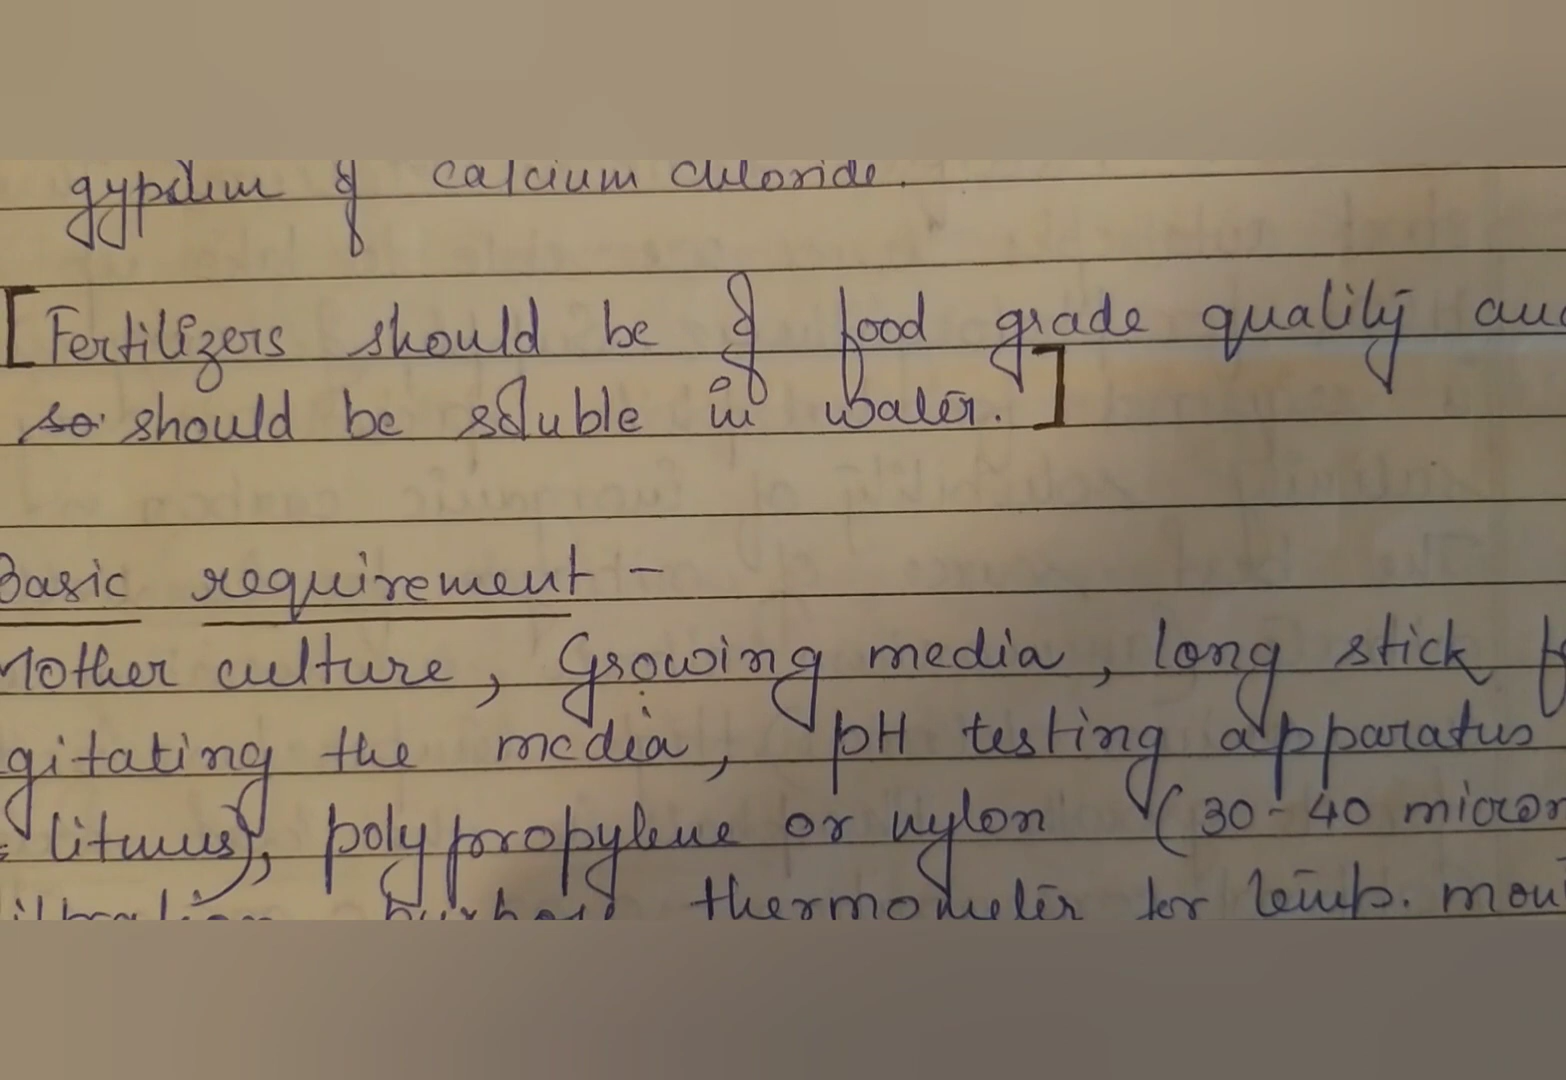 gypsum of calcium chloride.
[Fertilizers should be of food grade quality and
so should be soluble in water.]
Basic requirement -
Mother culture, Growing media, long stick
gitating the media, pH testing apparatus
litmus), polypropylene or nylon (30-40 micron
purpose thermometer for temp.